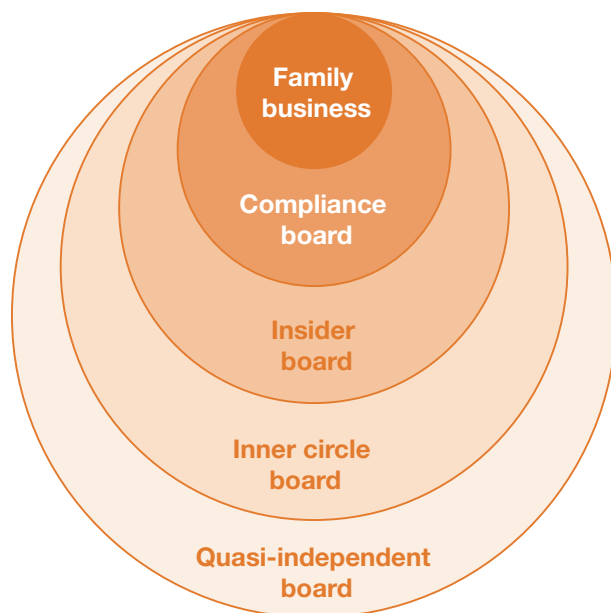 Family
business
Compliance
board
Insider
board
Inner circle
board
Quasi-independent
board